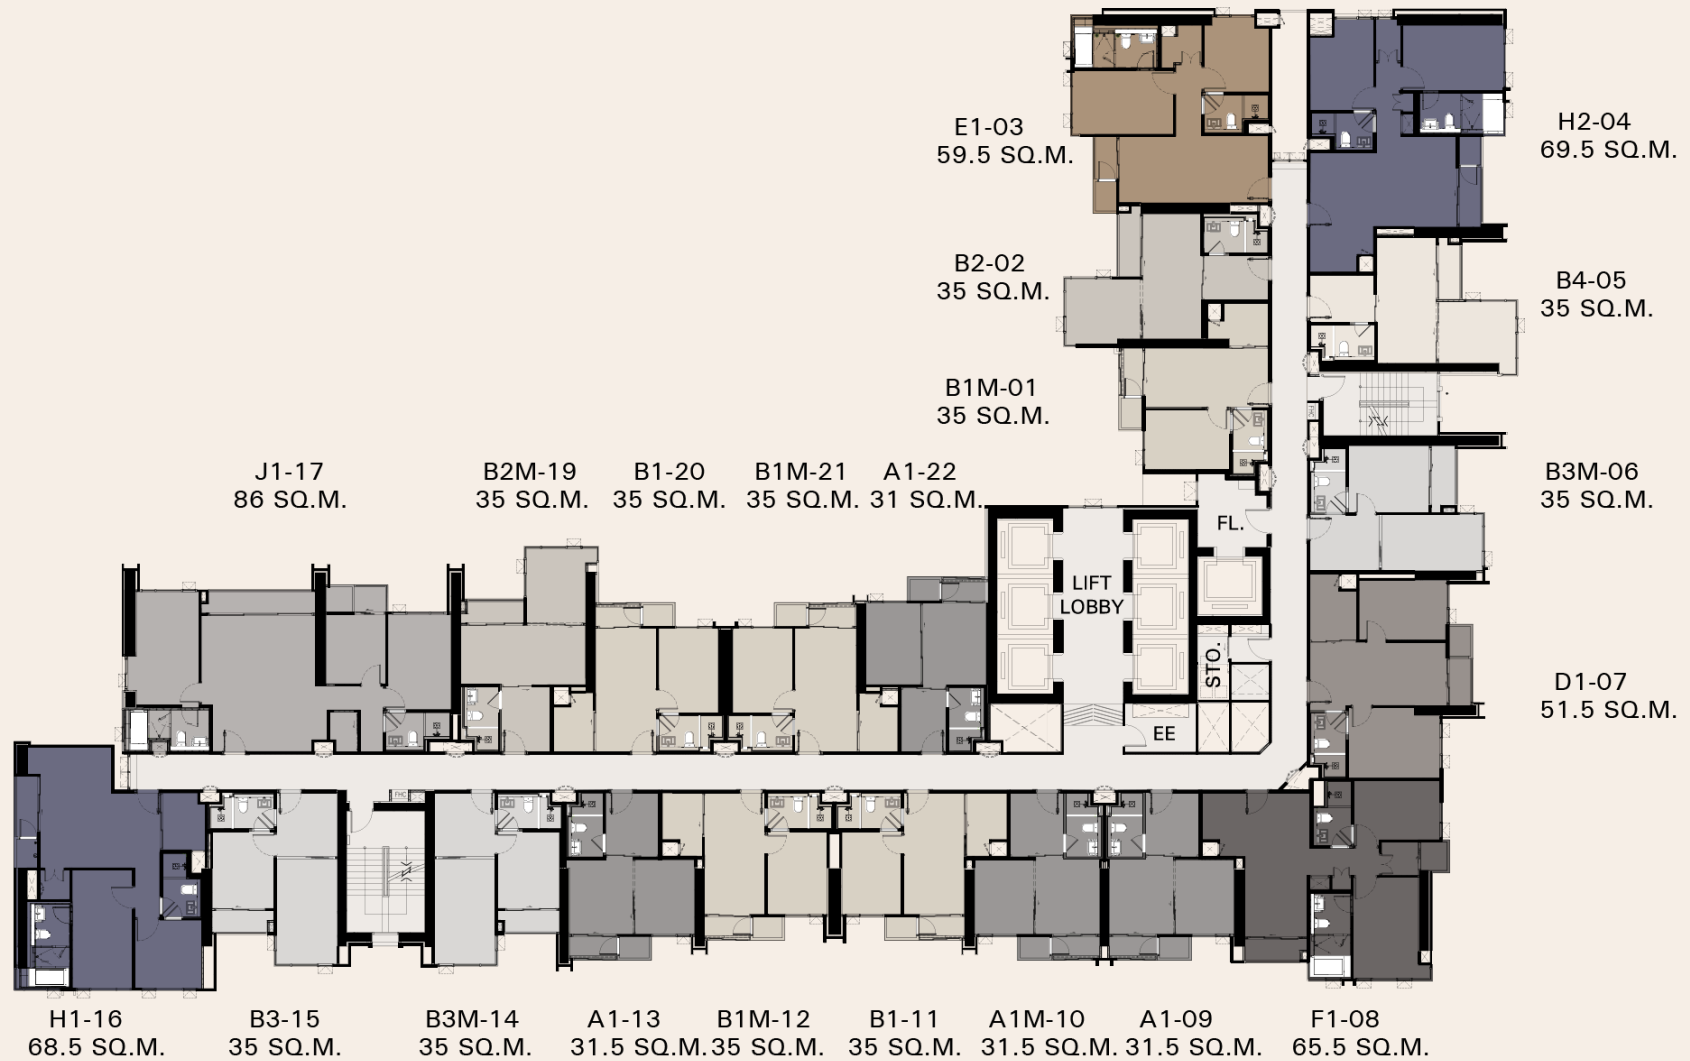 E1-03
59.5 SQ.M.
H2-04
69.5 SQ.M.
B2-02
35 SQ.M.
B4-05
35 SQ.M.
B1M-01
35 SQ.M.
FHC
J1-17
86 SQ.M.
B2M-19
35 SQ.M.
B1-20
35 SQ.M.
B1M-21
35 SQ.M.
A1-22
31 SQ.M.
B3M-06
35 SQ.M.
FL.
LIFT
LOBBY
STO.
D1-07
51.5 SQ.M.
EE
FHC
H1-16
68.5 SQ.M.
B3-15
35 SQ.M.
B3M-14
35 SQ.M.
A1-13
31.5 SQ.M.
B1M-12
35 SQ.M.
B1-11
35 SQ.M.
A1M-10
31.5 SQ.M.
A1-09
31.5 SQ.M.
F1-08
65.5 SQ.M.